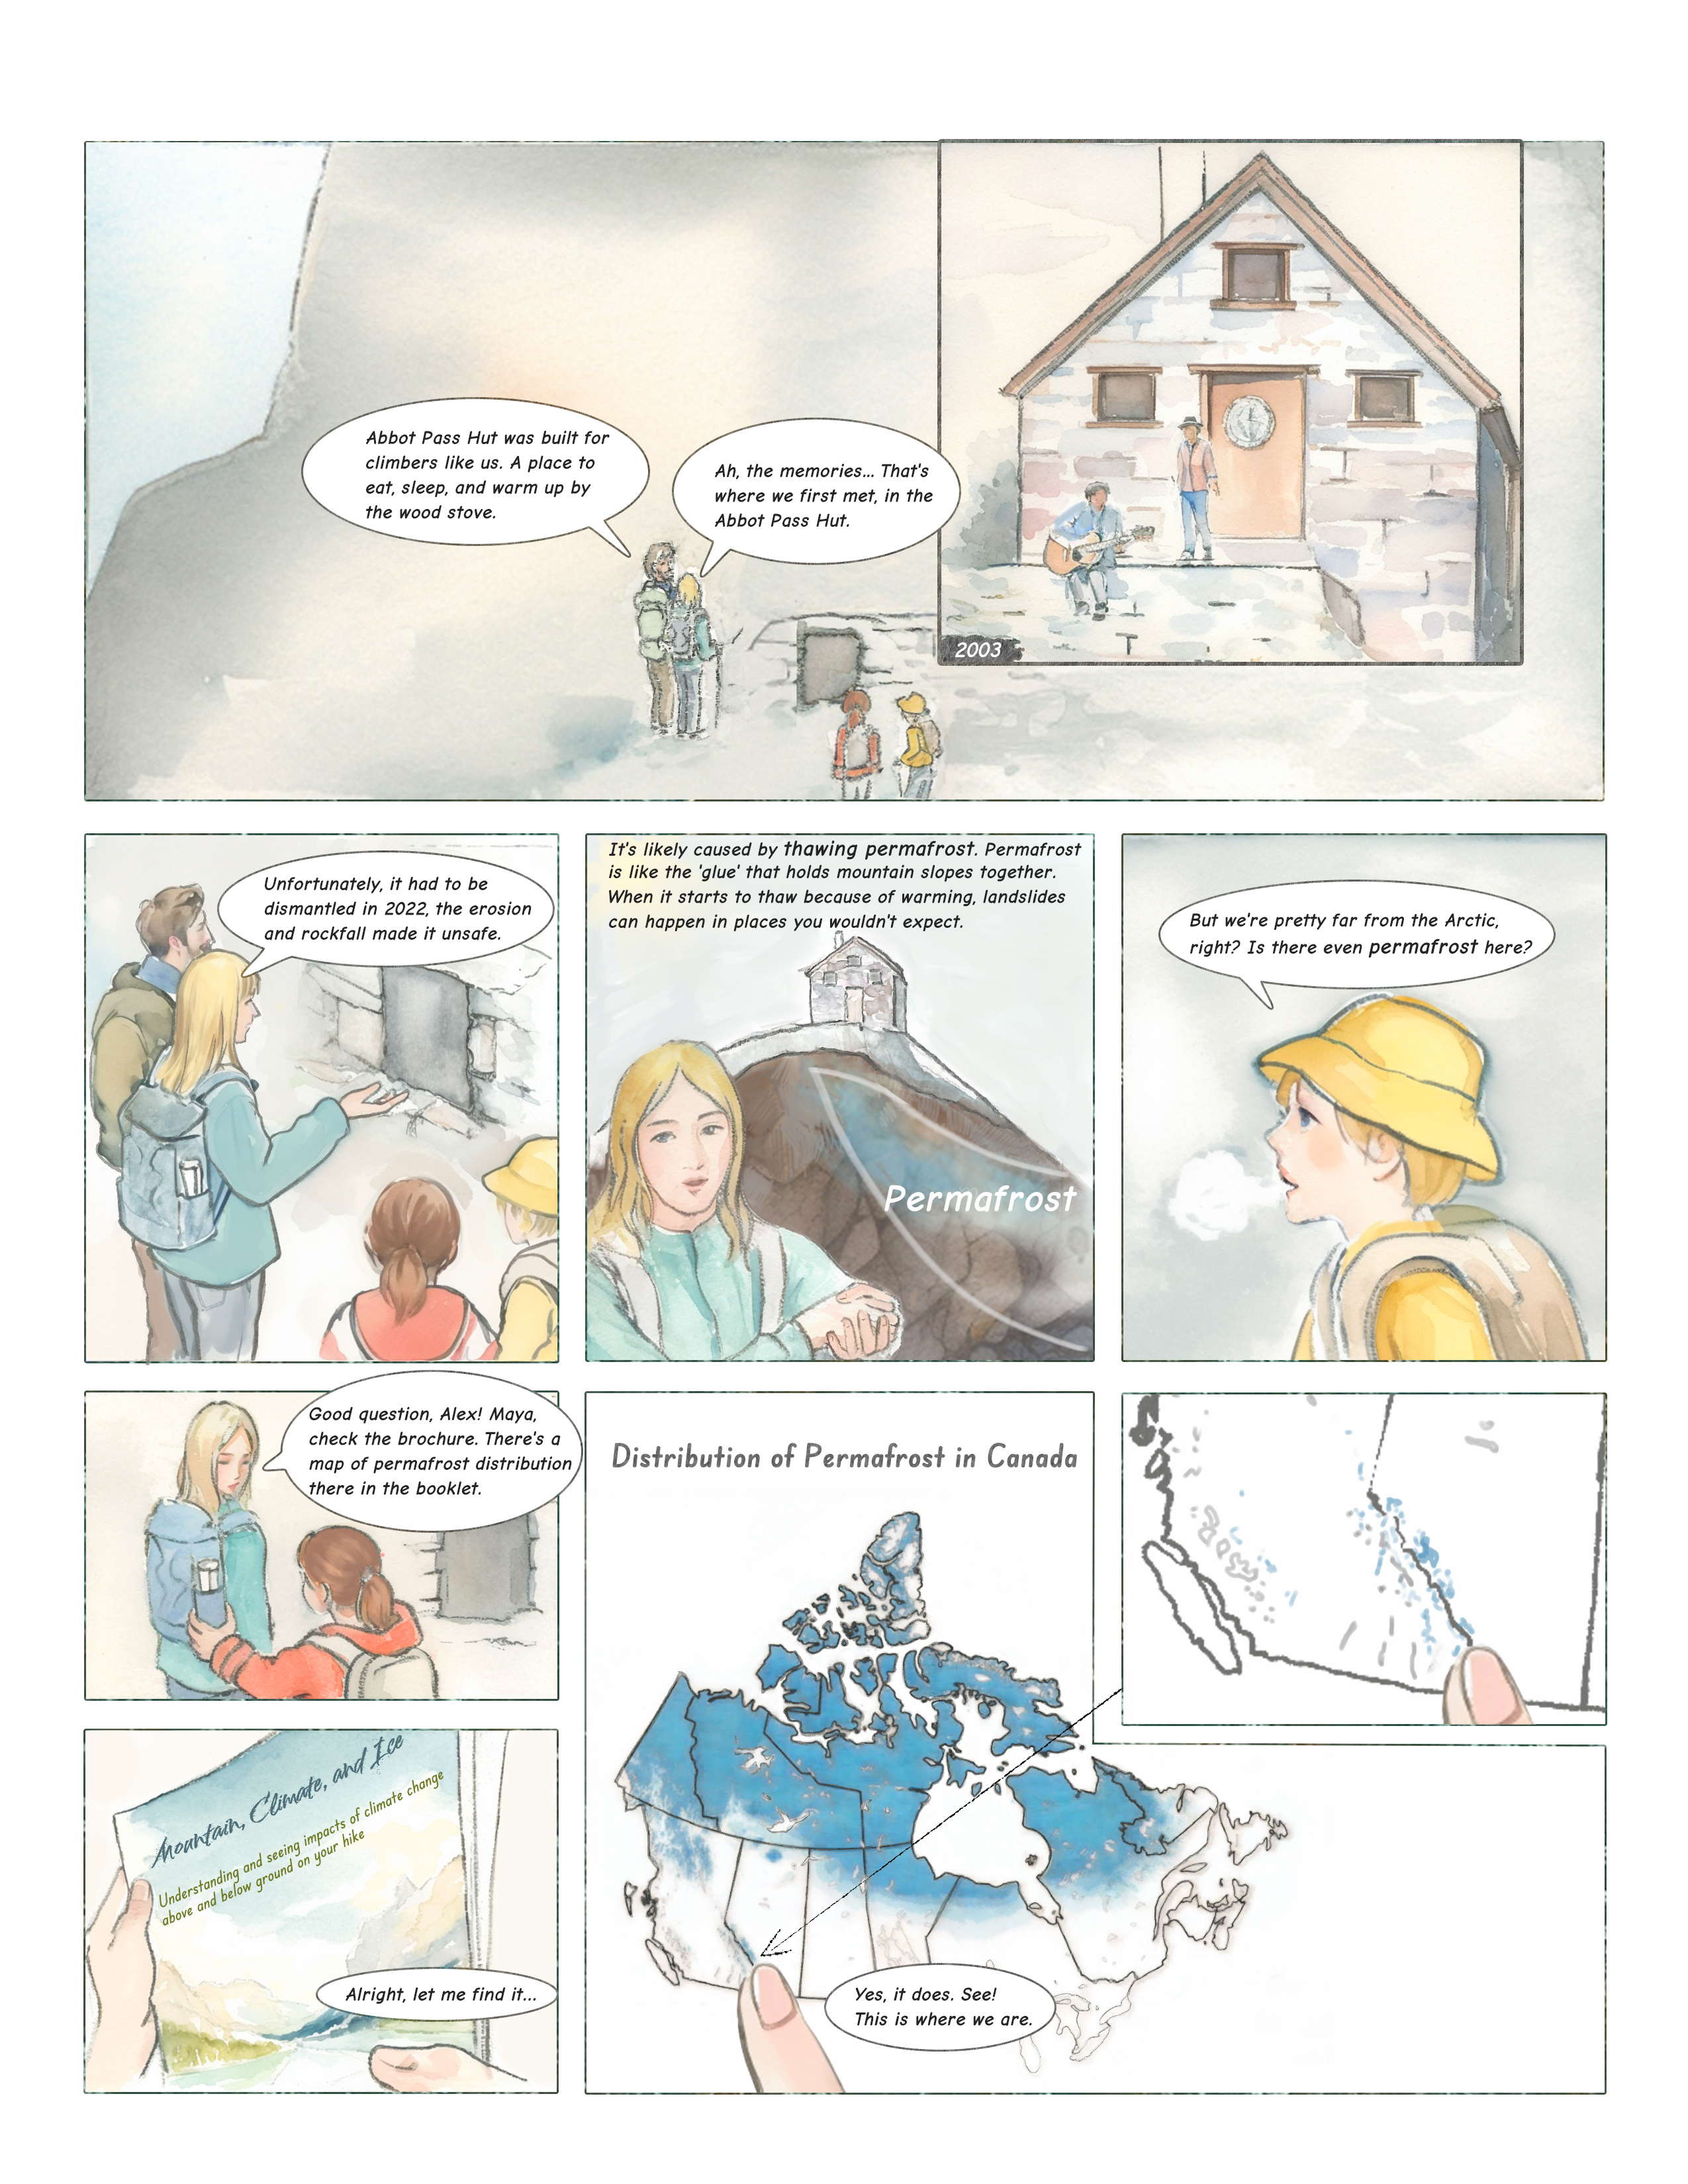 Abbot Pass Hut was built for
climbers like us. A place to
eat, sleep, and warm up by
the wood stove.
Ah, the memories... That's
where we first met, in the
Abbot Pass Hut.
2003
Unfortunately, it had to be
dismantled in 2022, the erosion
and rockfall made it unsafe.
It's likely caused by thawing permafrost. Permafrost
is like the 'glue' that holds mountain slopes together.
When it starts to thaw because of warming, landslides
can happen in places you wouldn't expect.
Permafrost
But we're pretty far from the Arctic,
right? Is there even permafrost here?
Good question, Alex! Maya,
check the brochure. There's a
map of permafrost distribution
there in the booklet.
Mountain, Climate, and Ice
Understanding and seeing impacts of climate change
above and below ground on your hike
Alright, let me find it...
Distribution of Permafrost in Canada
Yes, it does. See!
This is where we are.